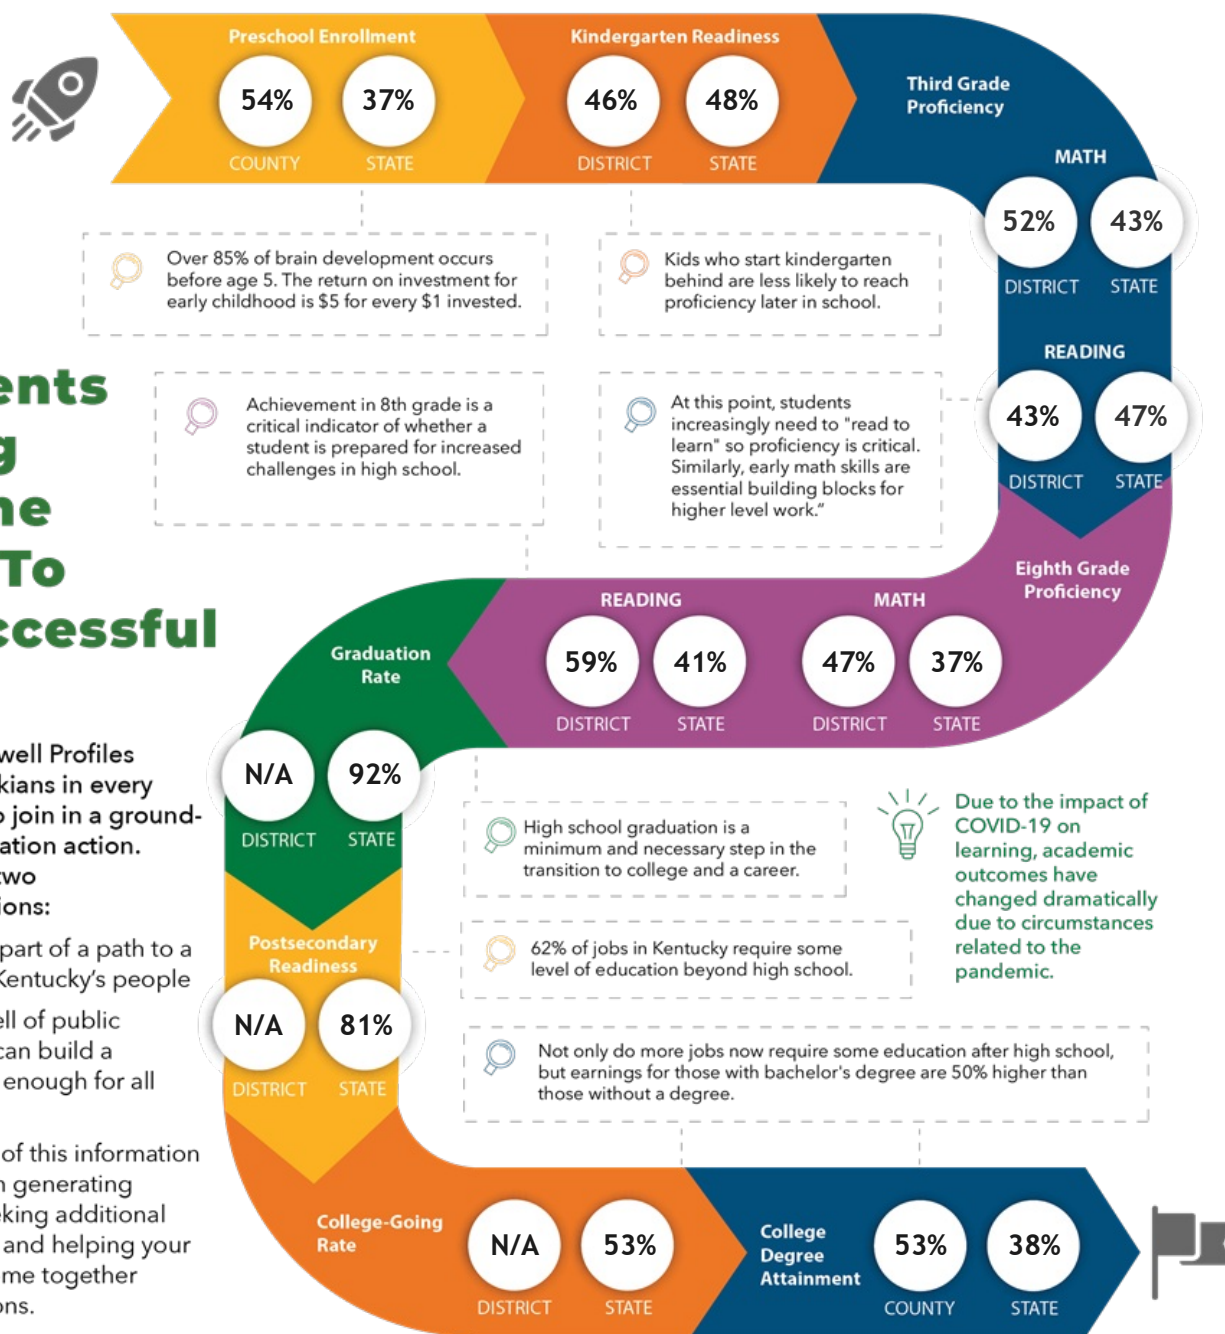 Preschool Enrollment
54%
37%
COUNTY
STATE
Kindergarten Readiness
46%
48%
DISTRICT
STATE
Third Grade
Proficiency
MATH
52%
43%
DISTRICT
STATE
READING
43%
47%
DISTRICT
STATE
Over 85% of brain development occurs
before age 5. The return on investment for
early childhood is $5 for every $1 invested.
Kids who start kindergarten
behind are less likely to reach
proficiency later in school.
Achievement in 8th grade is a
critical indicator of whether a
student is prepared for increased
challenges in high school.
At this point, students
increasingly need to "read to
learn" so proficiency is critical.
Similarly, early math skills are
essential building blocks for
higher level work."
ents
g
ne
To
ccessful
Eighth Grade
Proficiency
READING
59%
41%
DISTRICT
STATE
MATH
47%
37%
DISTRICT
STATE
Graduation
Rate
N/A
92%
DISTRICT
STATE
well Profiles
kians in every
o join in a ground-
ation action.
two
ions:
part of a path to a
Kentucky's people
ell of public
can build a
enough for all
of this information
n generating
king additional
and helping your
me together
ons.
High school graduation is a
minimum and necessary step in the
transition to college and a career.
Due to the impact of
COVID-19 on
learning, academic
outcomes have
changed dramatically
due to circumstances
related to the
pandemic.
Postsecondary
Readiness
N/A
81%
DISTRICT
STATE
62% of jobs in Kentucky require some
level of education beyond high school.
Not only do more jobs now require some education after high school,
but earnings for those with bachelor's degree are 50% higher than
those without a degree.
College-Going
Rate
N/A
53%
DISTRICT
STATE
College
Degree
Attainment
53%
38%
COUNTY
STATE